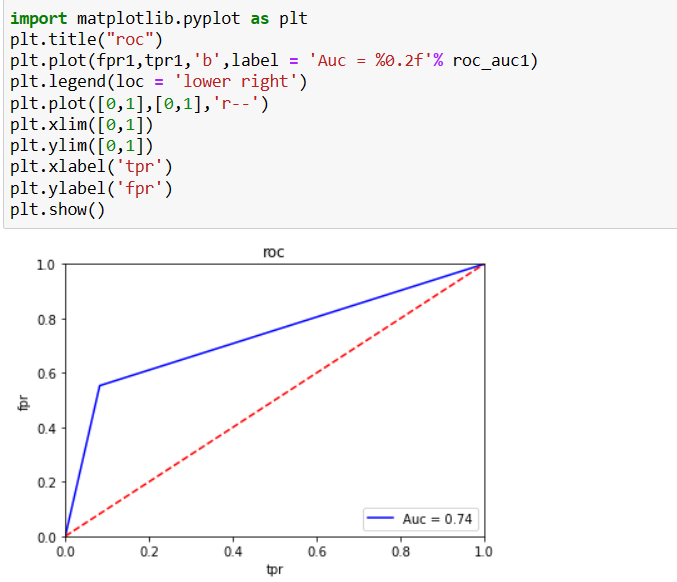 import matplotlib.pyplot as plt
plt.title("roc")
plt.plot(fpr1,tpr1,'b',label = 'Auc = %0.2f'% roc_auc1)
plt.legend(loc = 'lower right')
plt.plot([0,1],[0,1],'r--')
plt.xlim([0,1])
plt.ylim([0,1])
plt.xlabel('tpr')
plt.ylabel('fpr')
plt.show()
roc
1.0
0.8
0.6
fpr
0.4
0.2
Auc = 0.74
0.0
0.0 0.2 0.4 0.6 0.8 1.0
tpr